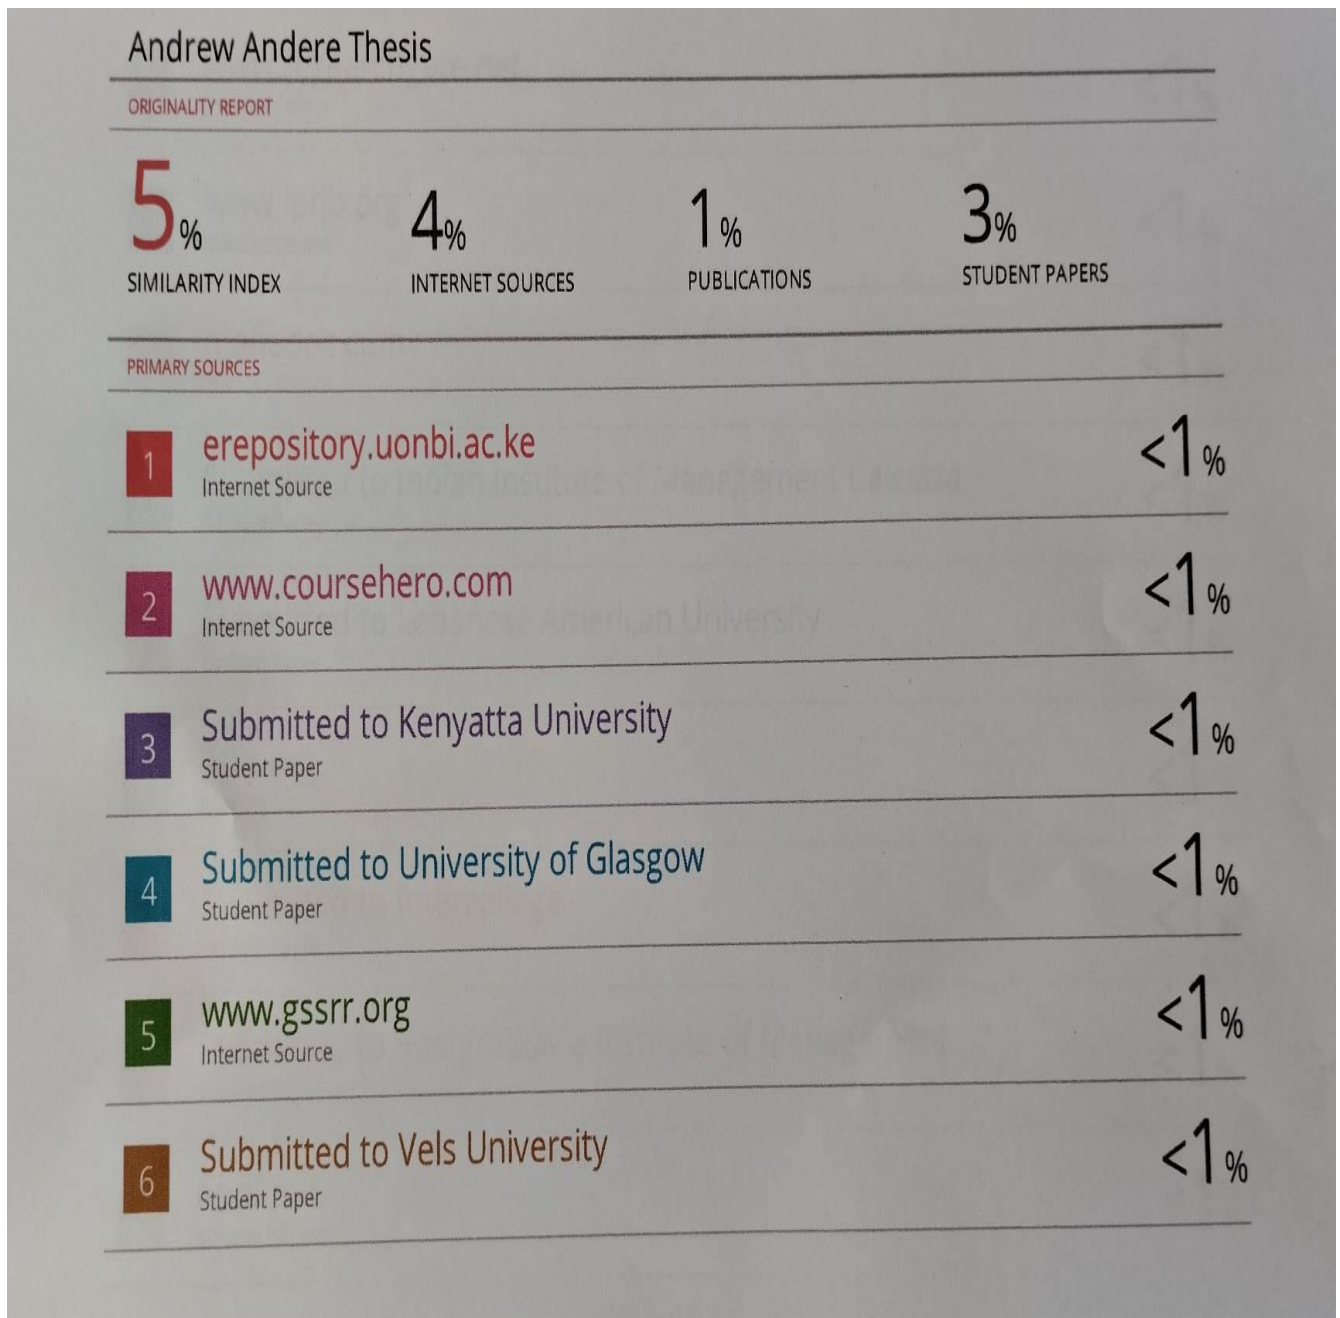 Andrew Andere Thesis
ORIGINALITY REPORT
5%
SIMILARITY INDEX
4%
INTERNET SOURCES
1%
PUBLICATIONS
3%
STUDENT PAPERS
PRIMARY SOURCES
1 erepository.uonbi.ac.ke <1%
Internet Source
2 www.coursehero.com <1%
Internet Source
3 Submitted to Kenyatta University <1%
Student Paper
4 Submitted to University of Glasgow <1%
Student Paper
5 www.gssrr.org <1%
Internet Source
6 Submitted to Vels University <1%
Student Paper